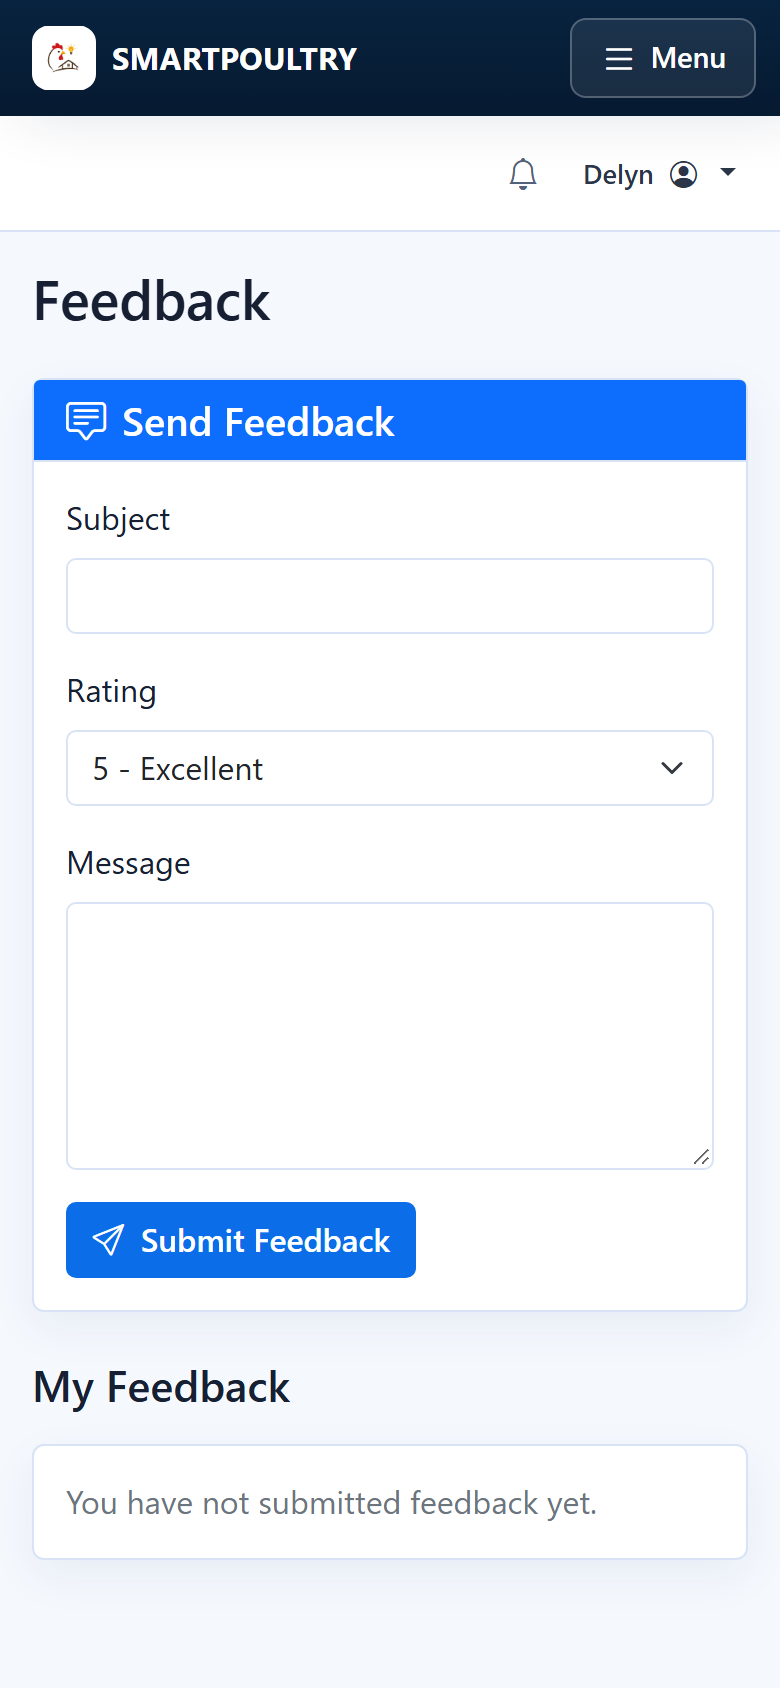 SMARTPOULTRY
Menu
Delyn
Feedback
Send Feedback
Subject
Rating
5 - Excellent
Message
Submit Feedback
My Feedback
You have not submitted feedback yet.